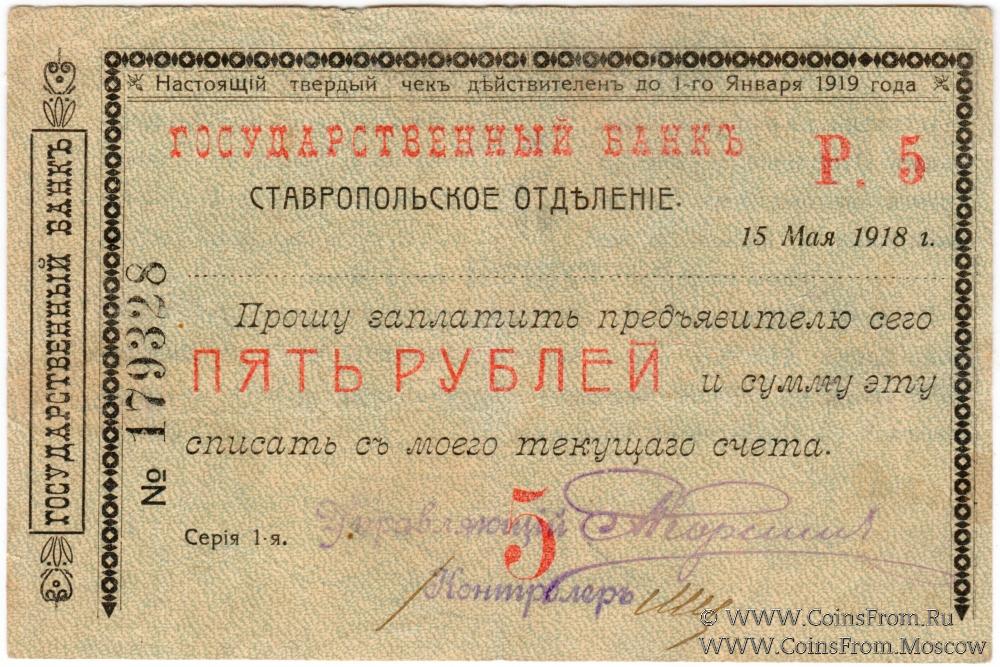 ГОСУДАРСТВЕННЫЙ БАНКЪ
Настоящій твердый чекъ дѣйствителенъ до 1-го Января 1919 года
ГОСУДАРСТВЕННЫЙ БАНКЪ
Р. 5
СТАВРОПОЛЬСКОЕ ОТДѢЛЕНІЕ.
15 Мая 1918 г.
№ 179328
Прошу заплатить предъявителю сего
ПЯТЬ РУБЛЕЙ и сумму эту
списать съ моего текущаго счета.
5
Серія 1-я.
Управляющій
Контролеръ
© WWW.CoinsFrom.Ru
WWW.CoinsFrom.Moscow